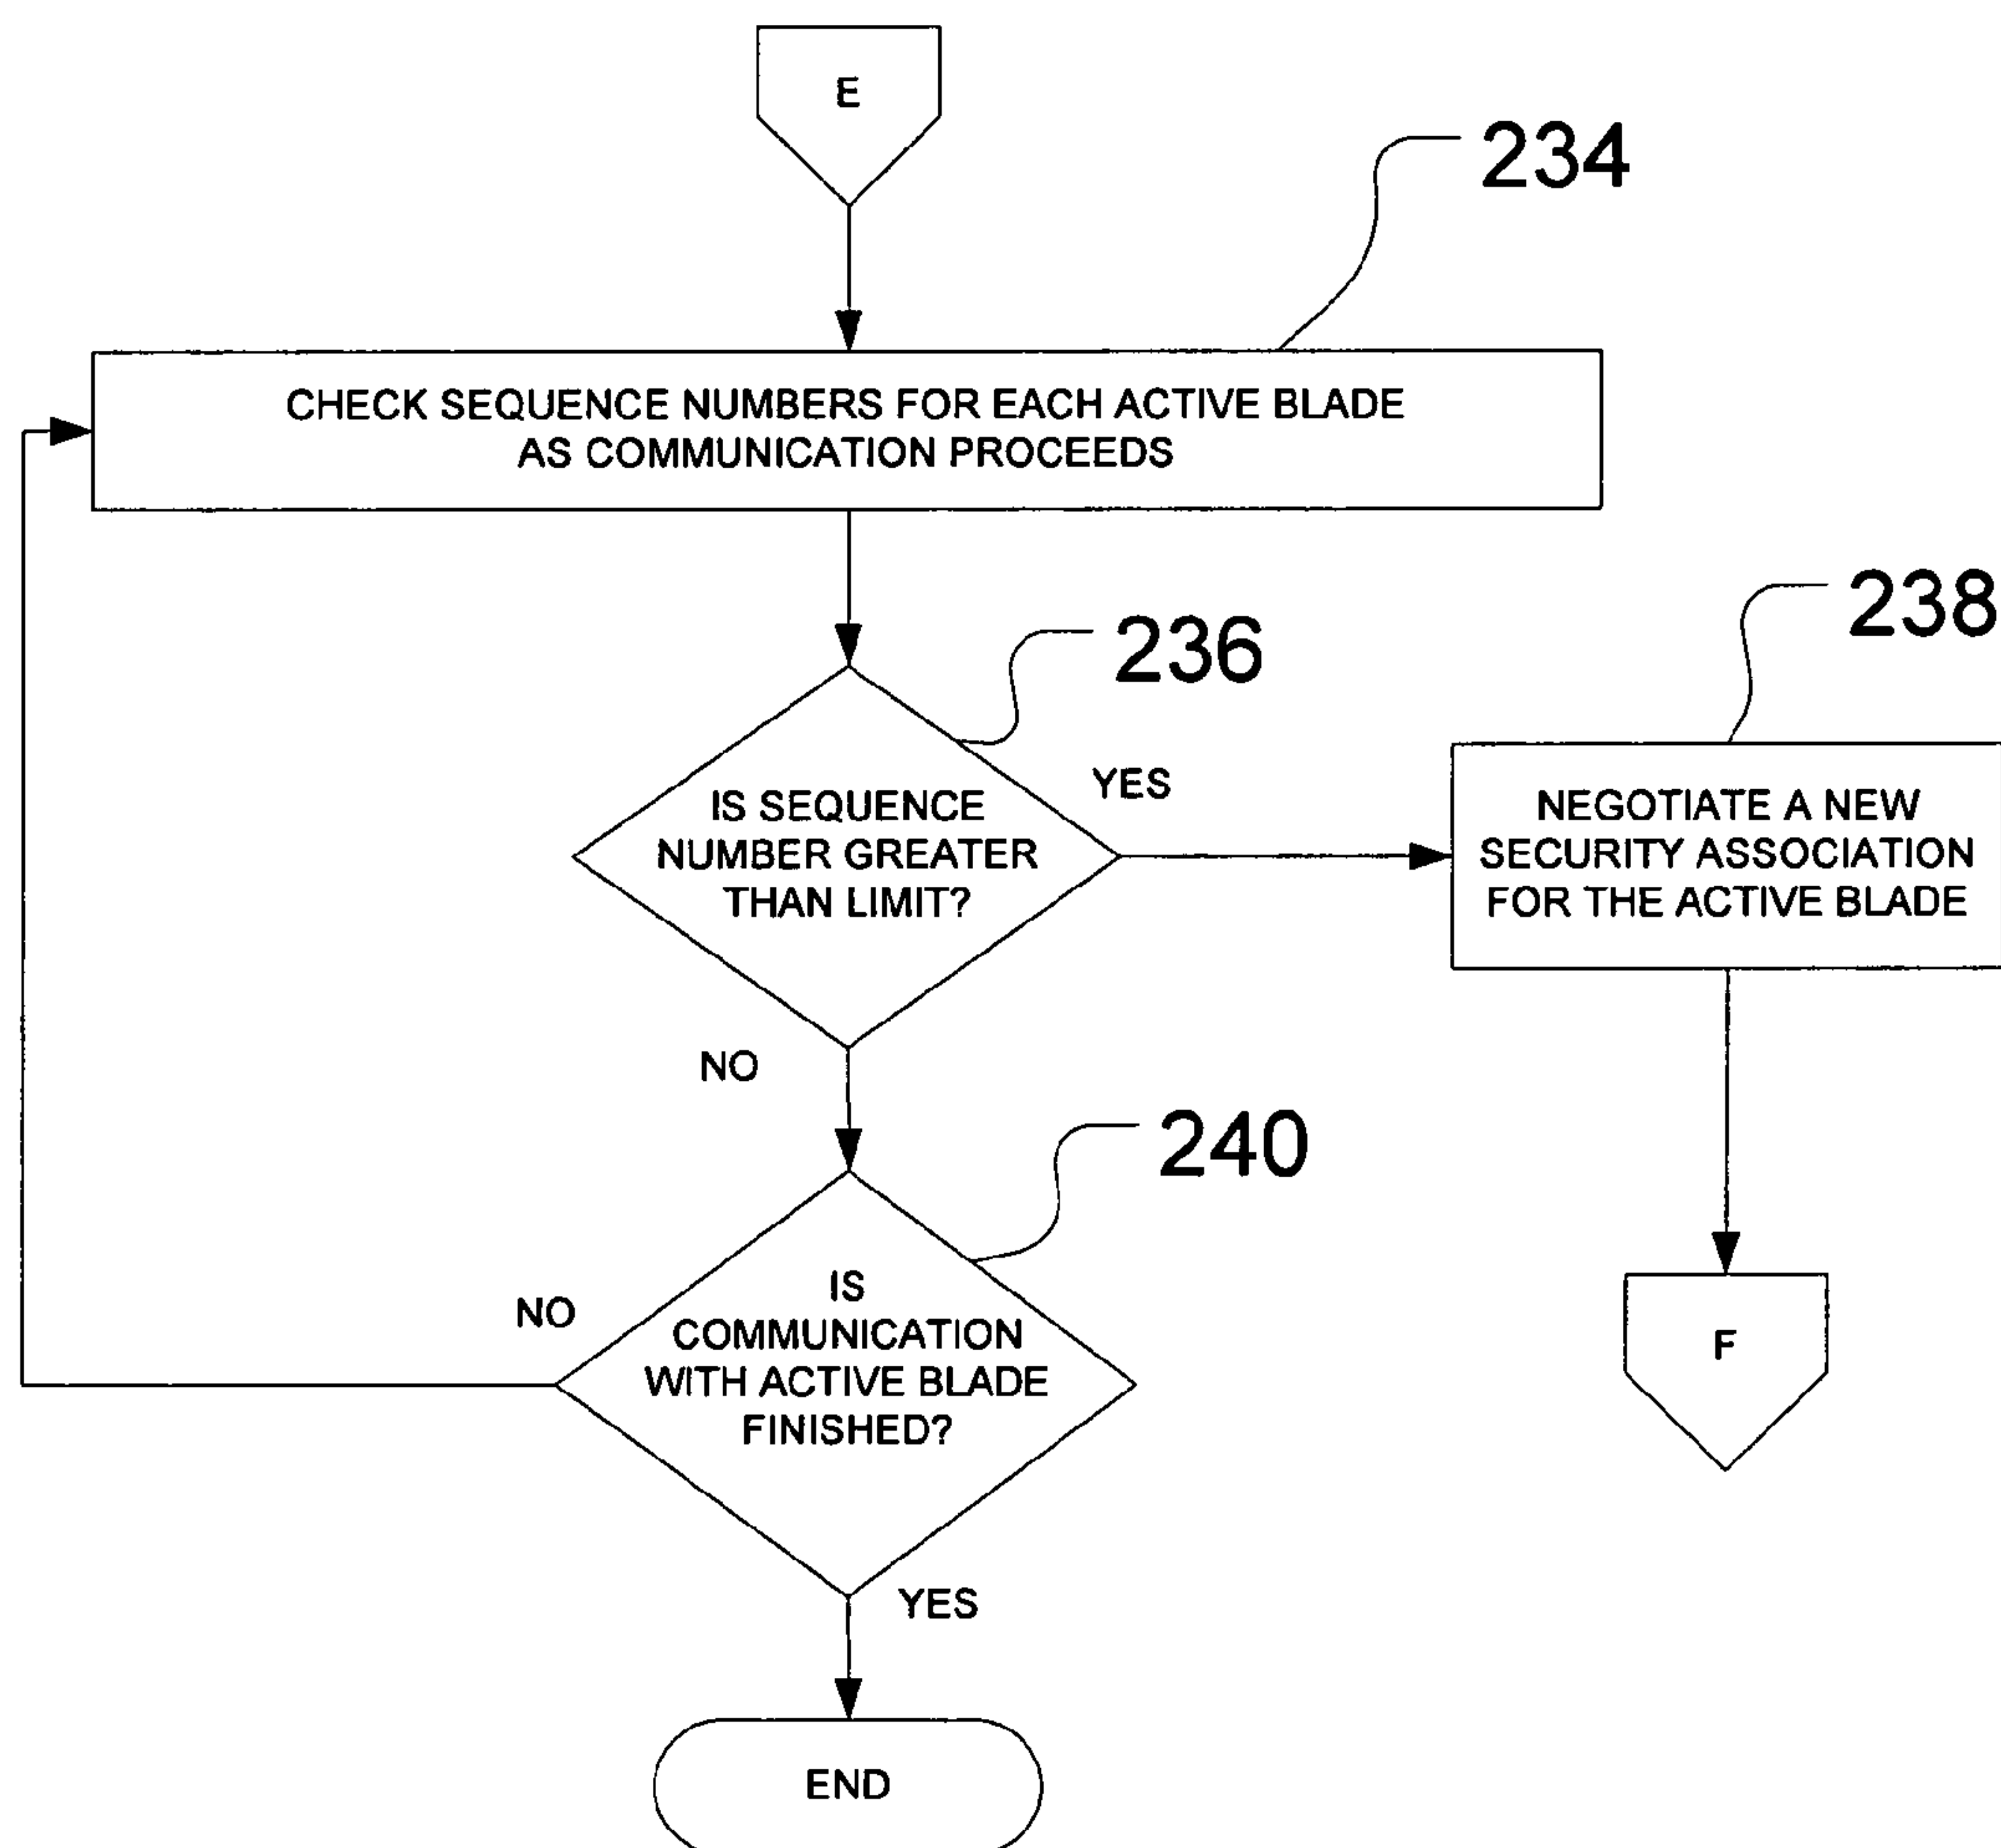 E
234
CHECK SEQUENCE NUMBERS FOR EACH ACTIVE BLADE
AS COMMUNICATION PROCEEDS
236
238
YES
IS SEQUENCE
NUMBER GREATER
THAN LIMIT?
NEGOTIATE A NEW
SECURITY ASSOCIATION
FOR THE ACTIVE BLADE
NO
240
NO
IS
COMMUNICATION
WITH ACTIVE BLADE
FINISHED?
F
YES
END